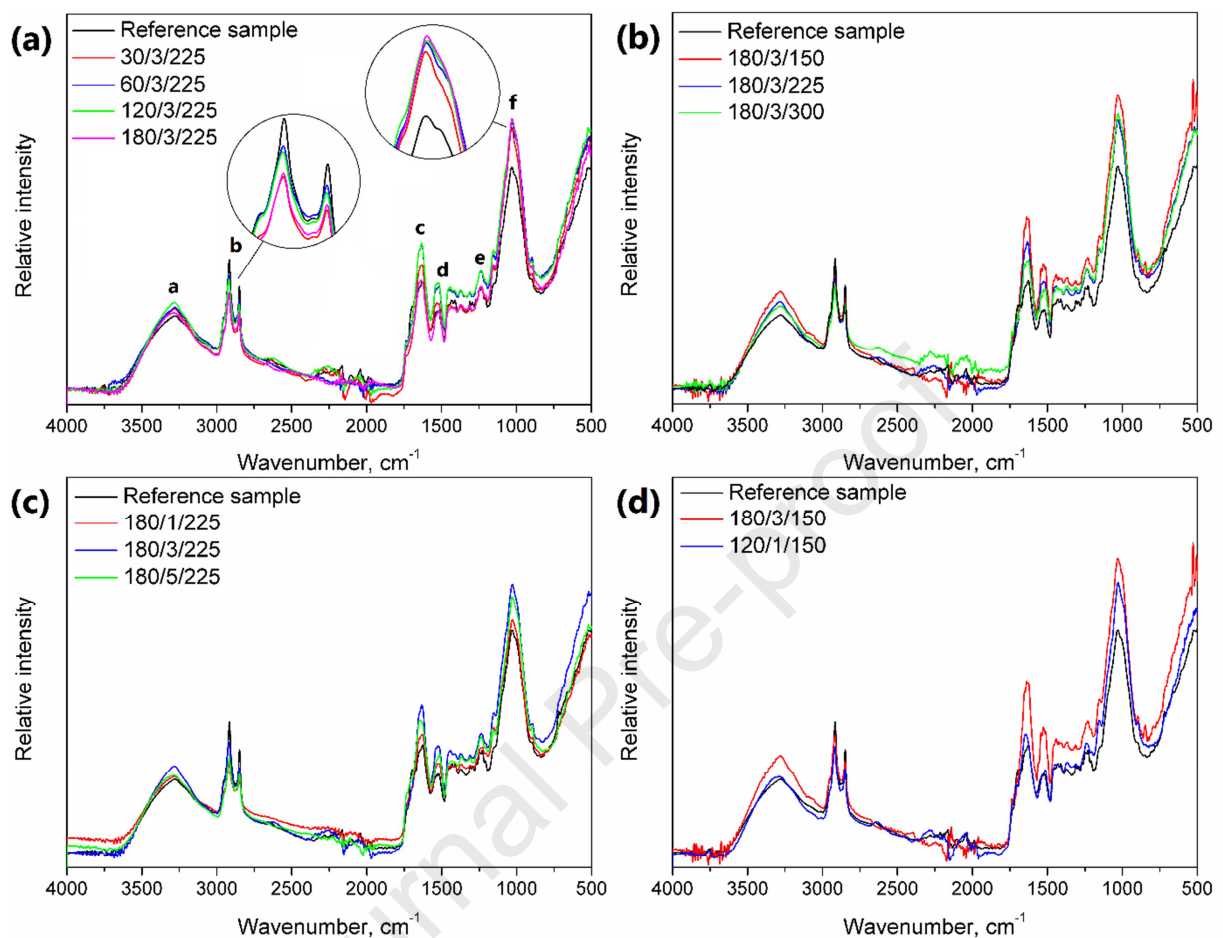 (a)
Reference sample
30/3/225
60/3/225
120/3/225
180/3/225
a
b
c
d
e
f
Relative intensity
4000 3500 3000 2500 2000 1500 1000 500
Wavenumber, cm-1
(b)
Reference sample
180/3/150
180/3/225
180/3/300
Relative intensity
4000 3500 3000 2500 2000 1500 1000 500
Wavenumber, cm-1
(c)
Reference sample
180/1/225
180/3/225
180/5/225
Relative intensity
4000 3500 3000 2500 2000 1500 1000 500
Wavenumber, cm-1
(d)
Reference sample
180/3/150
120/1/150
Relative intensity
4000 3500 3000 2500 2000 1500 1000 500
Wavenumber, cm-1
rnal Pre-proof